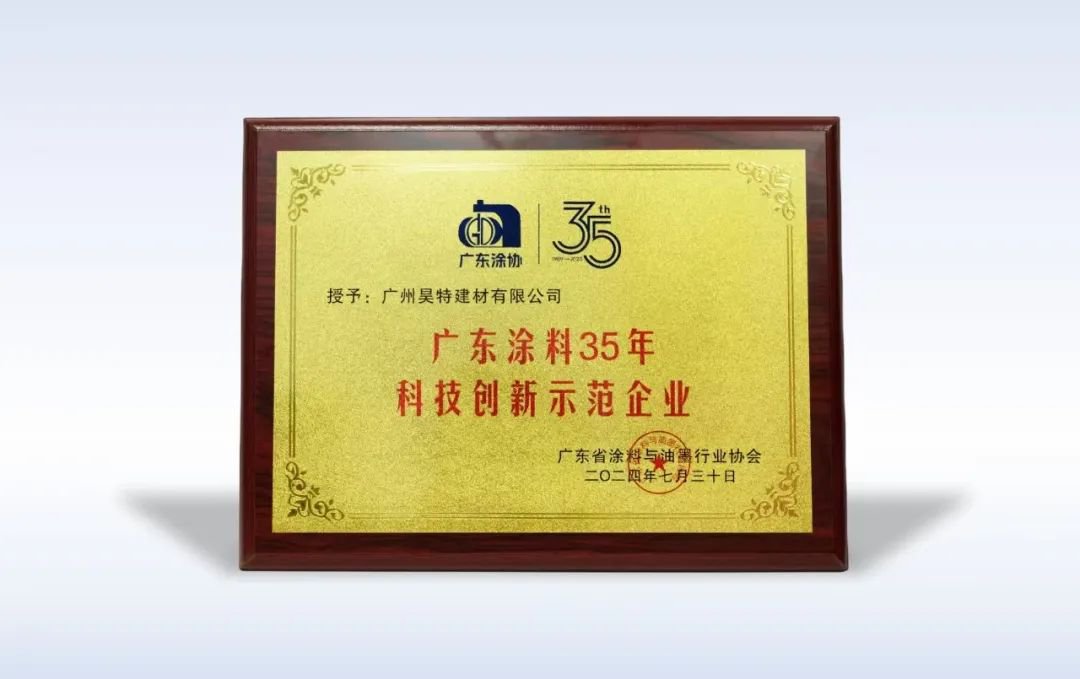 广东涂协
35th
授予：广州昊特建材有限公司
广东涂料35年
科技创新示范企业
广东省涂料与油墨行业协会
二〇二四年七月三十日